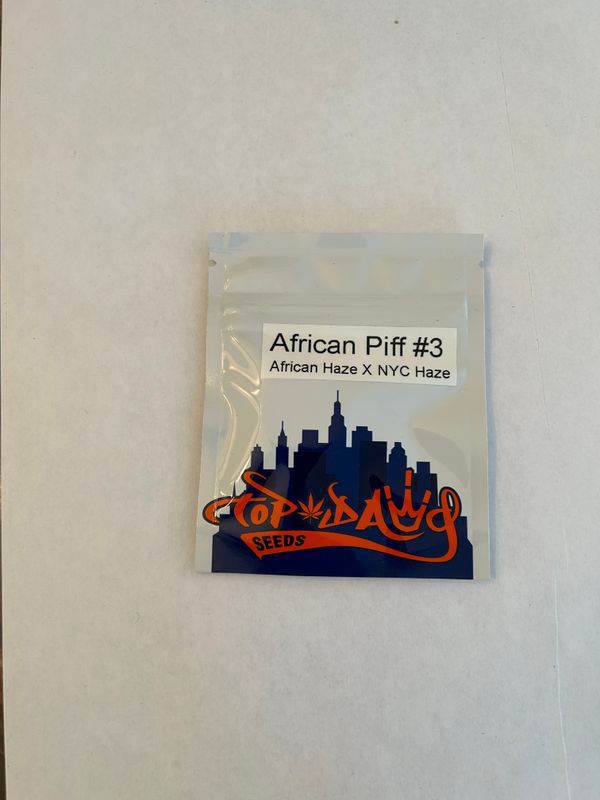 African Piff #3
African Haze X NYC Haze
TOP DAWG
SEEDS